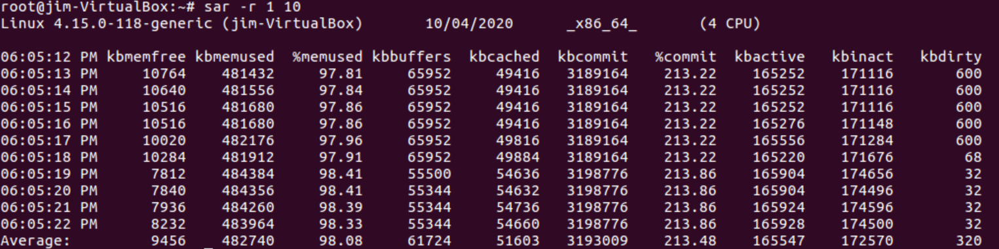 root@jim-VirtualBox:~# sar -r 1 10
Linux 4.15.0-118-generic (jim-VirtualBox) 10/04/2020 _x86_64_ (4 CPU)
06:05:12 PM kbmemfree kbmemused %memused kbbuffers kbcached kbcommit %commit kbactive kbinact kbdirty
06:05:13 PM 10764 481432 97.81 65952 49416 3189164 213.22 165252 171116 600
06:05:14 PM 10640 481556 97.84 65952 49416 3189164 213.22 165252 171116 600
06:05:15 PM 10516 481680 97.86 65952 49416 3189164 213.22 165252 171116 600
06:05:16 PM 10516 481680 97.86 65952 49416 3189164 213.22 165276 171148 600
06:05:17 PM 10020 482176 97.96 65952 49816 3189164 213.22 165556 171284 600
06:05:18 PM 10284 481912 97.91 65952 49884 3189164 213.22 165220 171676 68
06:05:19 PM 7812 484384 98.41 55500 54636 3198776 213.86 165904 174656 32
06:05:20 PM 7840 484356 98.41 55344 54632 3198776 213.86 165904 174496 32
06:05:21 PM 7936 484260 98.39 55344 54736 3198776 213.86 165924 174596 32
06:05:22 PM 8232 483964 98.33 55344 54660 3198776 213.86 165928 174500 32
Average: 9456 482740 98.08 61724 51603 3193009 213.48 165547 172570 320